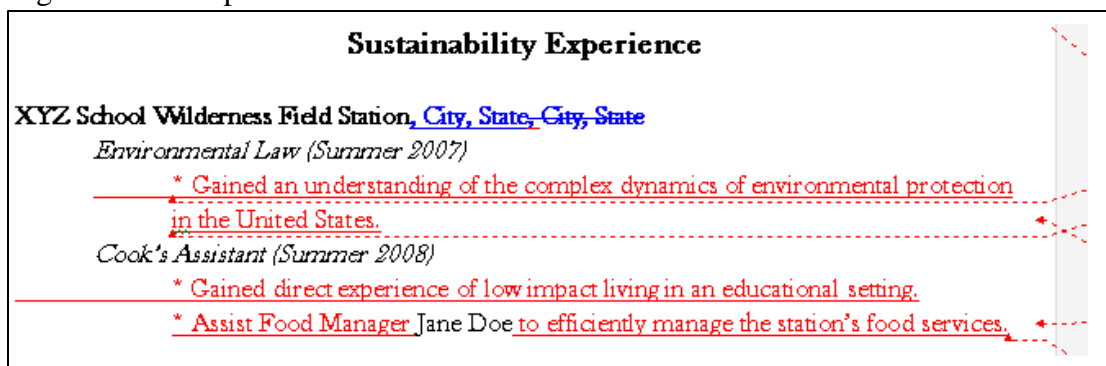 Sustainability Experience
XYZ School Wilderness Field Station, City, State, City, State
Environmental Law (Summer 2007)
* Gained an understanding of the complex dynamics of environmental protection
in the United States.
Cook's Assistant (Summer 2008)
* Gained direct experience of low impact living in an educational setting.
* Assist Food Manager Jane Doe to efficiently manage the station's food services.